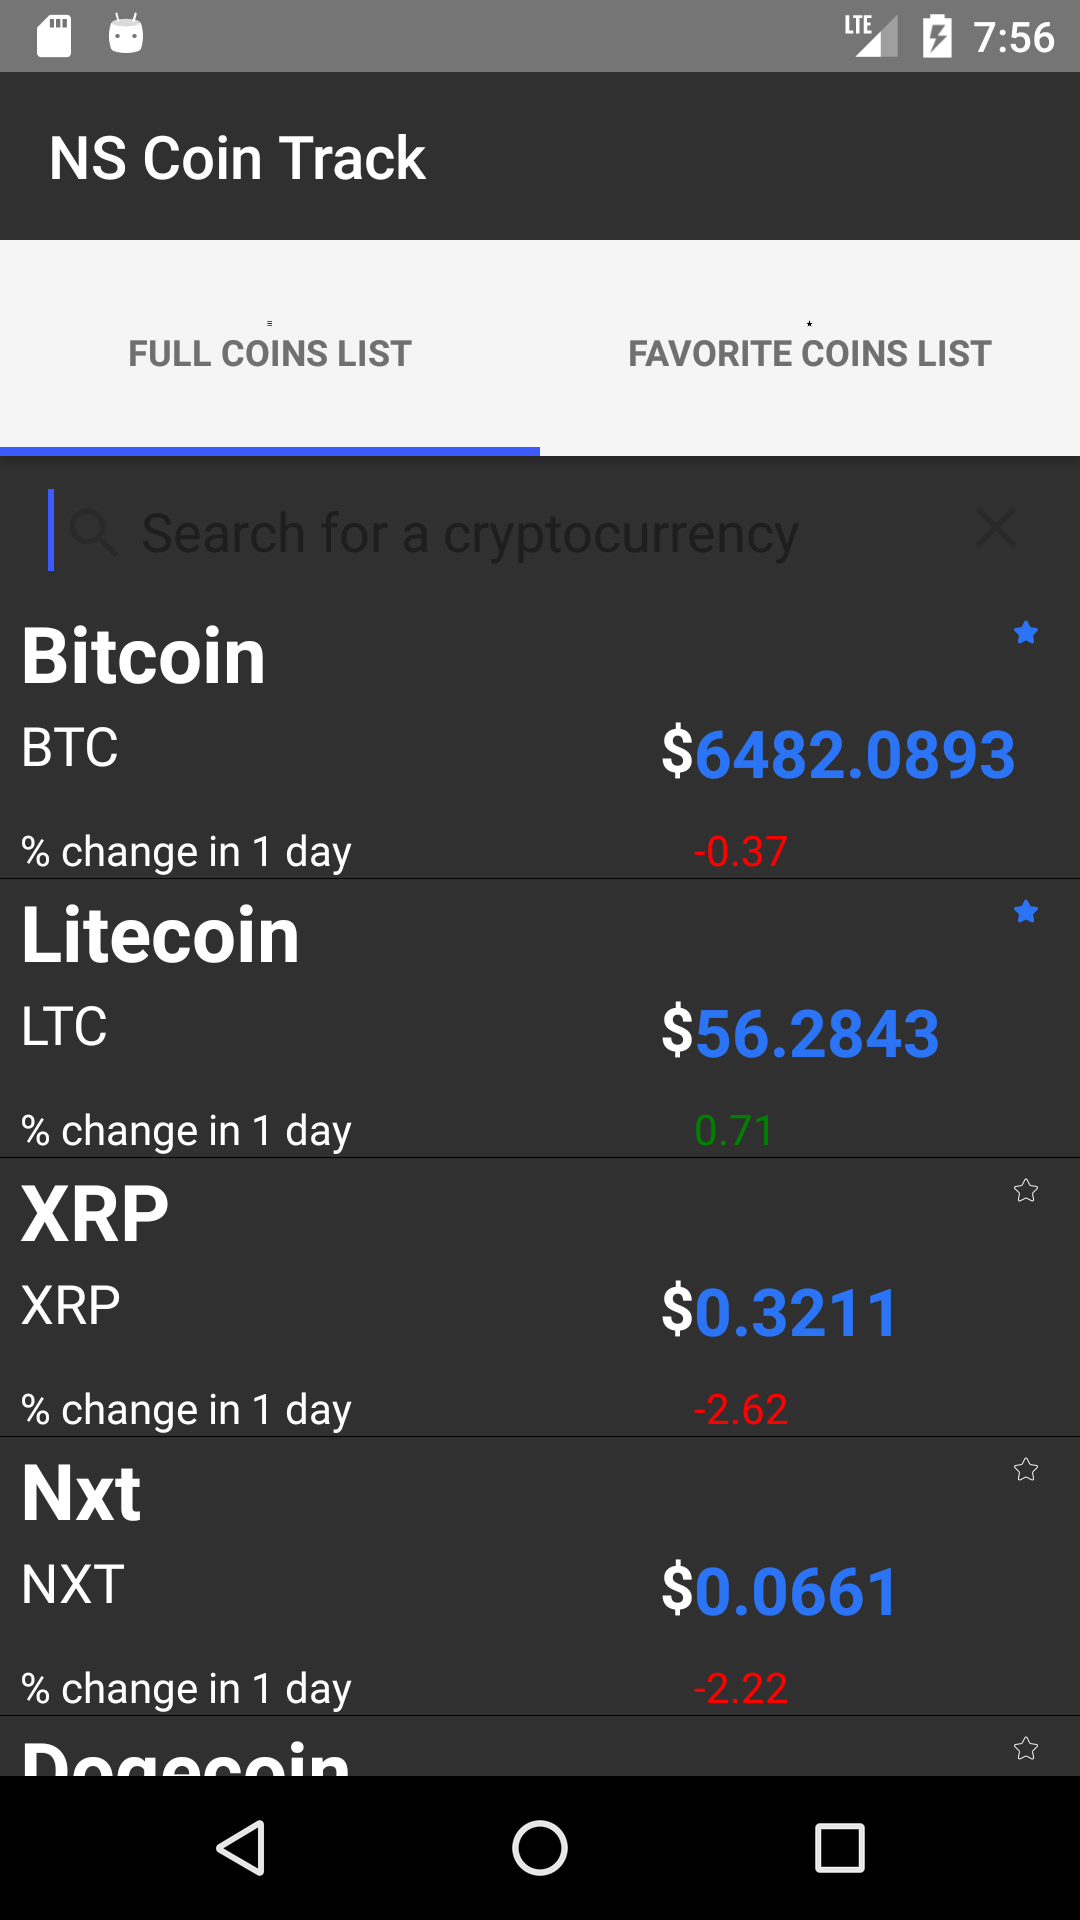 LTE 7:56
NS Coin Track
FULL COINS LIST FAVORITE COINS LIST
Search for a cryptocurrency
Bitcoin
BTC $6482.0893
% change in 1 day -0.37
Litecoin
LTC $56.2843
% change in 1 day 0.71
XRP
XRP $0.3211
% change in 1 day -2.62
Nxt
NXT $0.0661
% change in 1 day -2.22
Dogecoin